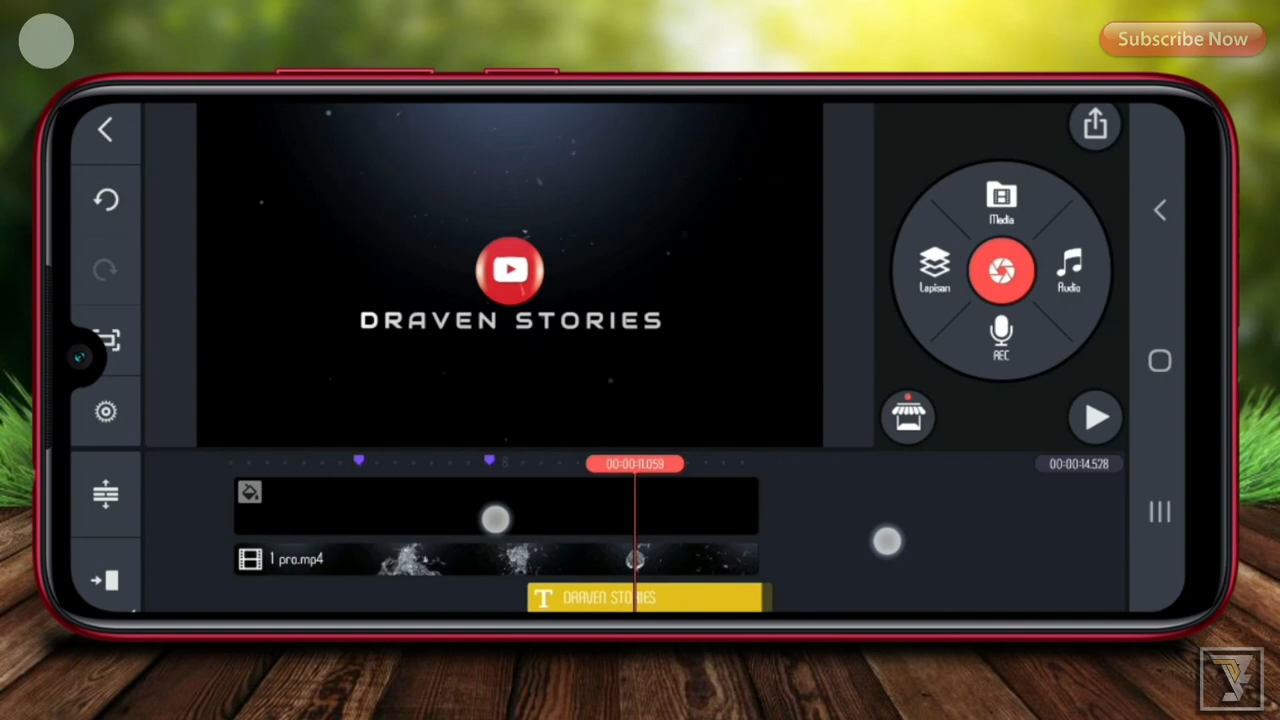 Subscribe Now
DRAVEN STORIES
Media
Lapisan
Audio
REC
00:00:11.059
00:00:14.528
1 pro.mp4
T DRAVEN STORIES